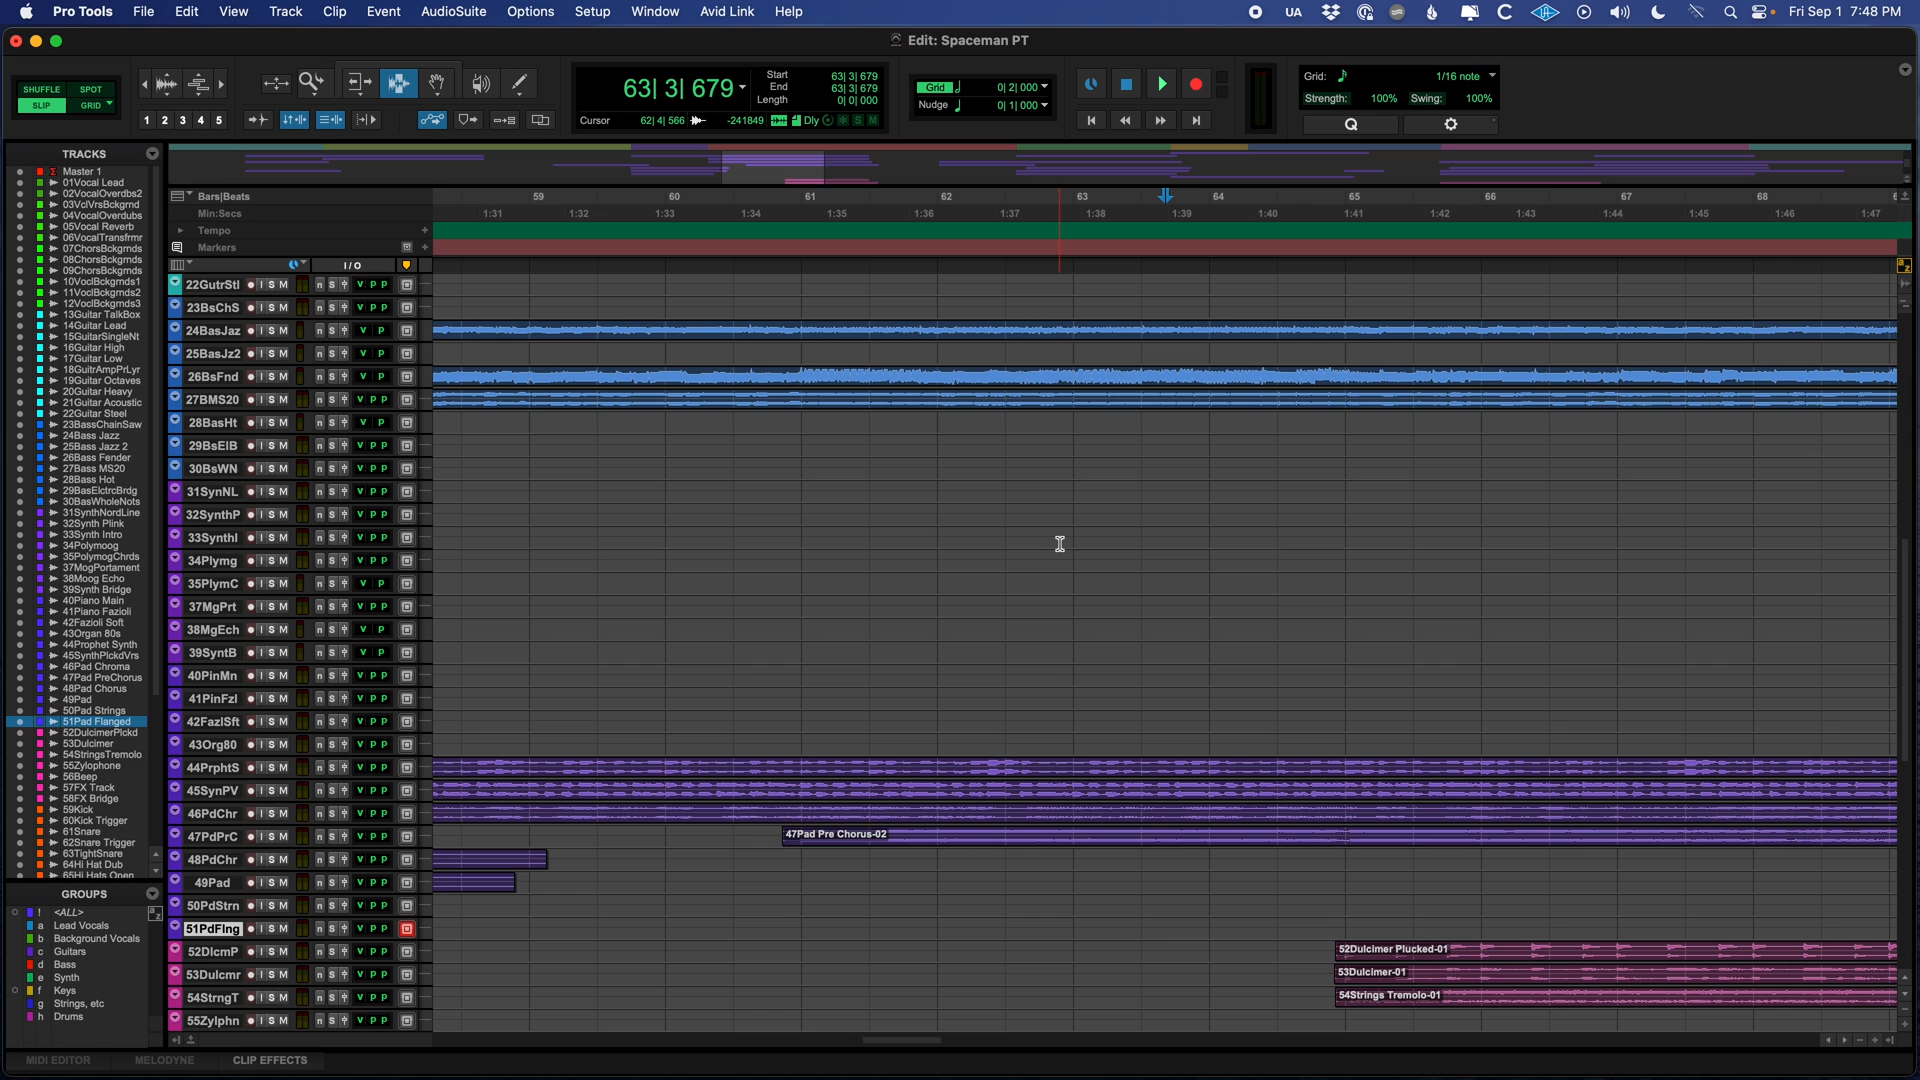 Pro Tools File Edit View Track Clip Event AudioSuite Options Setup Window Avid Link Help UA Fri Sep 1 7:48 PM
Edit: Spaceman PT
SHUFFLE SPOT
SLIP GRID
1 2 3 4 5
63| 3| 679
Start 63| 3| 679
End 63| 3| 679
Length 0| 0| 000
Cursor 62| 4| 566 -241849 Dly S M
Grid 0| 2| 000
Nudge 0| 1| 000
Grid: 1/16 note
Strength: 100% Swing: 100%
Q
TRACKS
Master 1
01Vocal Lead
02VocalOverdbs2
03VclVrsBckgrnd
04VocalOverdubs
05Vocal Reverb
06VocalTransfrmr
07ChorsBckgrnds
08ChorsBckgrnds
09ChorsBckgrnds
10VoclBckgrnds1
11VoclBckgrnds2
12VoclBckgrnds3
13Guitar TalkBox
14Guitar Lead
15GuitarSingleNt
16Guitar High
17Guitar Low
18GuitrAmpPrLyr
19Guitar Octaves
20Guitar Heavy
21Guitar Acoustic
22Guitar Steel
23BassChainSaw
24Bass Jazz
25Bass Jazz 2
26Bass Fender
27Bass MS20
28Bass Hot
29BasElctrcBrdg
30BasWholeNots
31SynthNordLine
32Synth Plink
33Synth Intro
34Polymoog
35PolymogChrds
37MogPortament
38Moog Echo
39Synth Bridge
40Piano Main
41Piano Fazioli
42Fazioli Soft
43Organ 80s
44Prophet Synth
45SynthPlckdVrs
46Pad Chroma
47Pad PreChorus
48Pad Chorus
49Pad
50Pad Strings
51Pad Flanged
52DulcimerPlckd
53Dulcimer
54StringsTremolo
55Zylophone
56Beep
57FX Track
58FX Bridge
59Kick
60Kick Trigger
61Snare
62Snare Trigger
63TightSnare
64Hi Hat Dub
65Hi Hats Open
GROUPS
! <ALL>
a Lead Vocals
b Background Vocals
c Guitars
d Bass
e Synth
f Keys
g Strings, etc
h Drums
Bars|Beats 59 60 61 62 63 64 65 66 67 68
Min:Secs 1:31 1:32 1:33 1:34 1:35 1:36 1:37 1:38 1:39 1:40 1:41 1:42 1:43 1:44 1:45 1:46 1:47
Tempo
Markers
I/O
22GutrStl I S M n S V P P
23BsChS I S M n S V P P
24BasJaz I S M n S V P
25BasJz2 I S M n S V P
26BsFnd I S M n S V P
27BMS20 I S M n S V P P
28BasHt I S M n S V P
29BsElB I S M n S V P P
30BsWN I S M n S V P P
31SynNL I S M n S V P P
32SynthP I S M n S V P P
33SynthI I S M n S V P P
34Plymg I S M n S V P P
35PlymC I S M n S V P
37MgPrt I S M n S V P P
38MgEch I S M n S V P
39SyntB I S M n S V P
40PinMn I S M n S V P P
41PinFzl I S M n S V P P
42FazlSft I S M n S V P P
43Org80 I S M n S V P P
44PrphtS I S M n S V P P
45SynPV I S M n S V P P
46PdChr I S M n S V P P
47PdPrC I S M n S V P P 47Pad Pre Chorus-02
48PdChr I S M n S V P P
49Pad I S M n S V P P
50PdStrn I S M n S V P P
51PdFlng I S M n S V P P
52DlcmP I S M n S V P P 52Dulcimer Plucked-01
53Dulcmr I S M n S V P P 53Dulcimer-01
54StrngT I S M n S V P P 54Strings Tremolo-01
55Zylphn I S M n S V P P
MIDI EDITOR MELODYNE CLIP EFFECTS